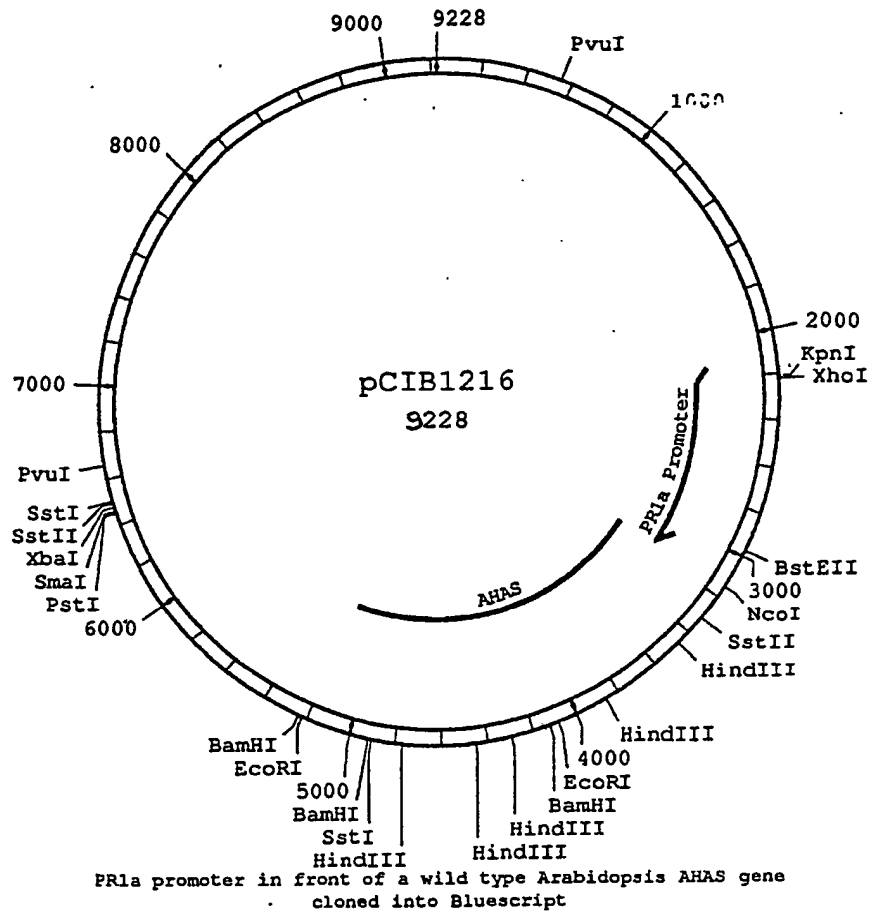 9000
9228
PvuI
1000
8000
2000
KpnI
XhoI
pCIB1216
9228
7000
PR1a Promoter
PvuI
SstI
SstII
XbaI
SmaI
PstI
BstEII
3000
NcoI
AHAS
6000
SstII
HindIII
HindIII
BamHI
EcoRI
4000
5000
EcoRI
BamHI
BamHI
SstI
HindIII
HindIII
HindIII
PR1a promoter in front of a wild type Arabidopsis AHAS gene
cloned into Bluescript